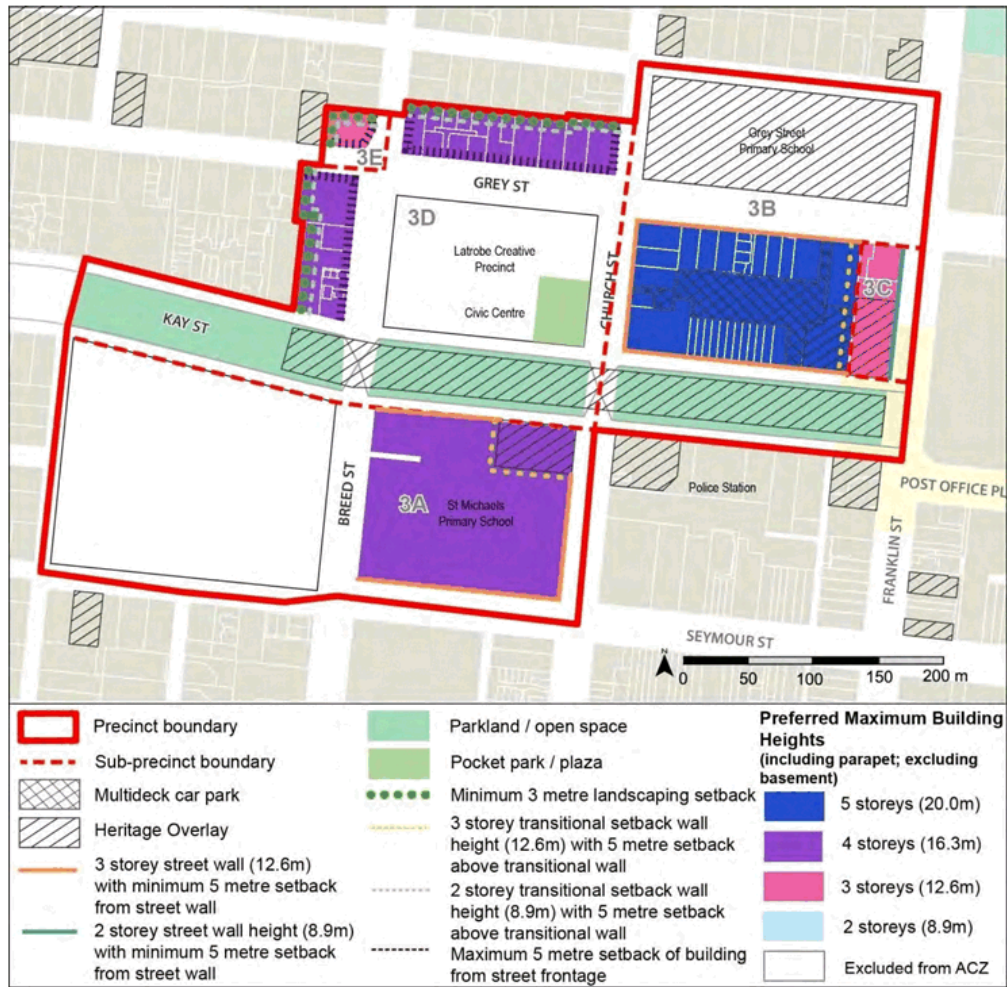 Grey Street
Primary School
3E
GREY ST
3B
3D
Latrobe Creative
Precinct
Civic Centre
CHURCH ST
3C
KAY ST
BREED ST
3A
St Michaels
Primary School
Police Station
POST OFFICE PL
FRANKLIN ST
SEYMOUR ST
N
0 50 100 150 200 m
Precinct boundary
Sub-precinct boundary
Multideck car park
Heritage Overlay
3 storey street wall (12.6m)
with minimum 5 metre setback
from street wall
2 storey street wall height (8.9m)
with minimum 5 metre setback
from street wall
Parkland / open space
Pocket park / plaza
Minimum 3 metre landscaping setback
3 storey transitional setback wall
height (12.6m) with 5 metre setback
above transitional wall
2 storey transitional setback wall
height (8.9m) with 5 metre setback
above transitional wall
Maximum 5 metre setback of building
from street frontage
Preferred Maximum Building
Heights
(including parapet; excluding
basement)
5 storeys (20.0m)
4 storeys (16.3m)
3 storeys (12.6m)
2 storeys (8.9m)
Excluded from ACZ